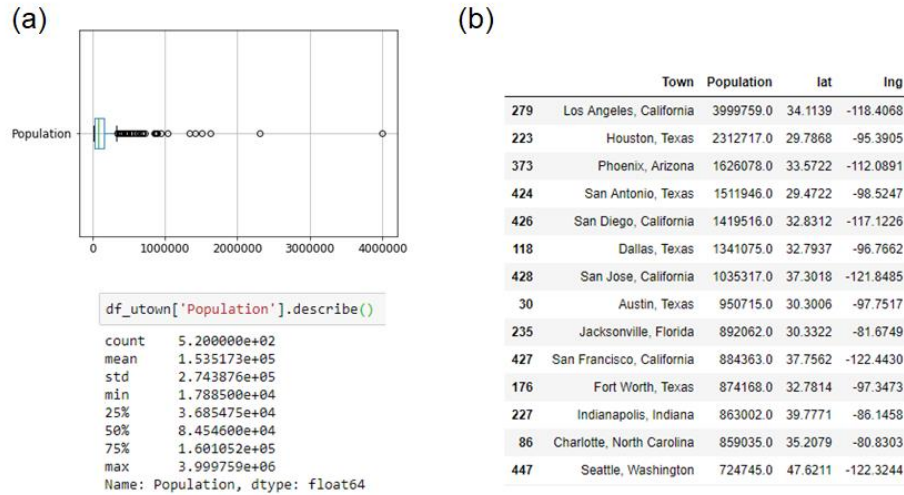 (a)
Population
0 1000000 2000000 3000000 4000000
df_utown['Population'].describe()
count 5.200000e+02
mean 1.535173e+05
std 2.743876e+05
min 1.788500e+04
25% 3.685475e+04
50% 8.454600e+04
75% 1.601052e+05
max 3.999759e+06
Name: Population, dtype: float64
(b)
Town Population lat lng
279 Los Angeles, California 3999759.0 34.1139 -118.4068
223 Houston, Texas 2312717.0 29.7868 -95.3905
373 Phoenix, Arizona 1626078.0 33.5722 -112.0891
424 San Antonio, Texas 1511946.0 29.4722 -98.5247
426 San Diego, California 1419516.0 32.8312 -117.1226
118 Dallas, Texas 1341075.0 32.7937 -96.7662
428 San Jose, California 1035317.0 37.3018 -121.8485
30 Austin, Texas 950715.0 30.3006 -97.7517
235 Jacksonville, Florida 892062.0 30.3322 -81.6749
427 San Francisco, California 884363.0 37.7562 -122.4430
176 Fort Worth, Texas 874168.0 32.7814 -97.3473
227 Indianapolis, Indiana 863002.0 39.7771 -86.1458
86 Charlotte, North Carolina 859035.0 35.2079 -80.8303
447 Seattle, Washington 724745.0 47.6211 -122.3244